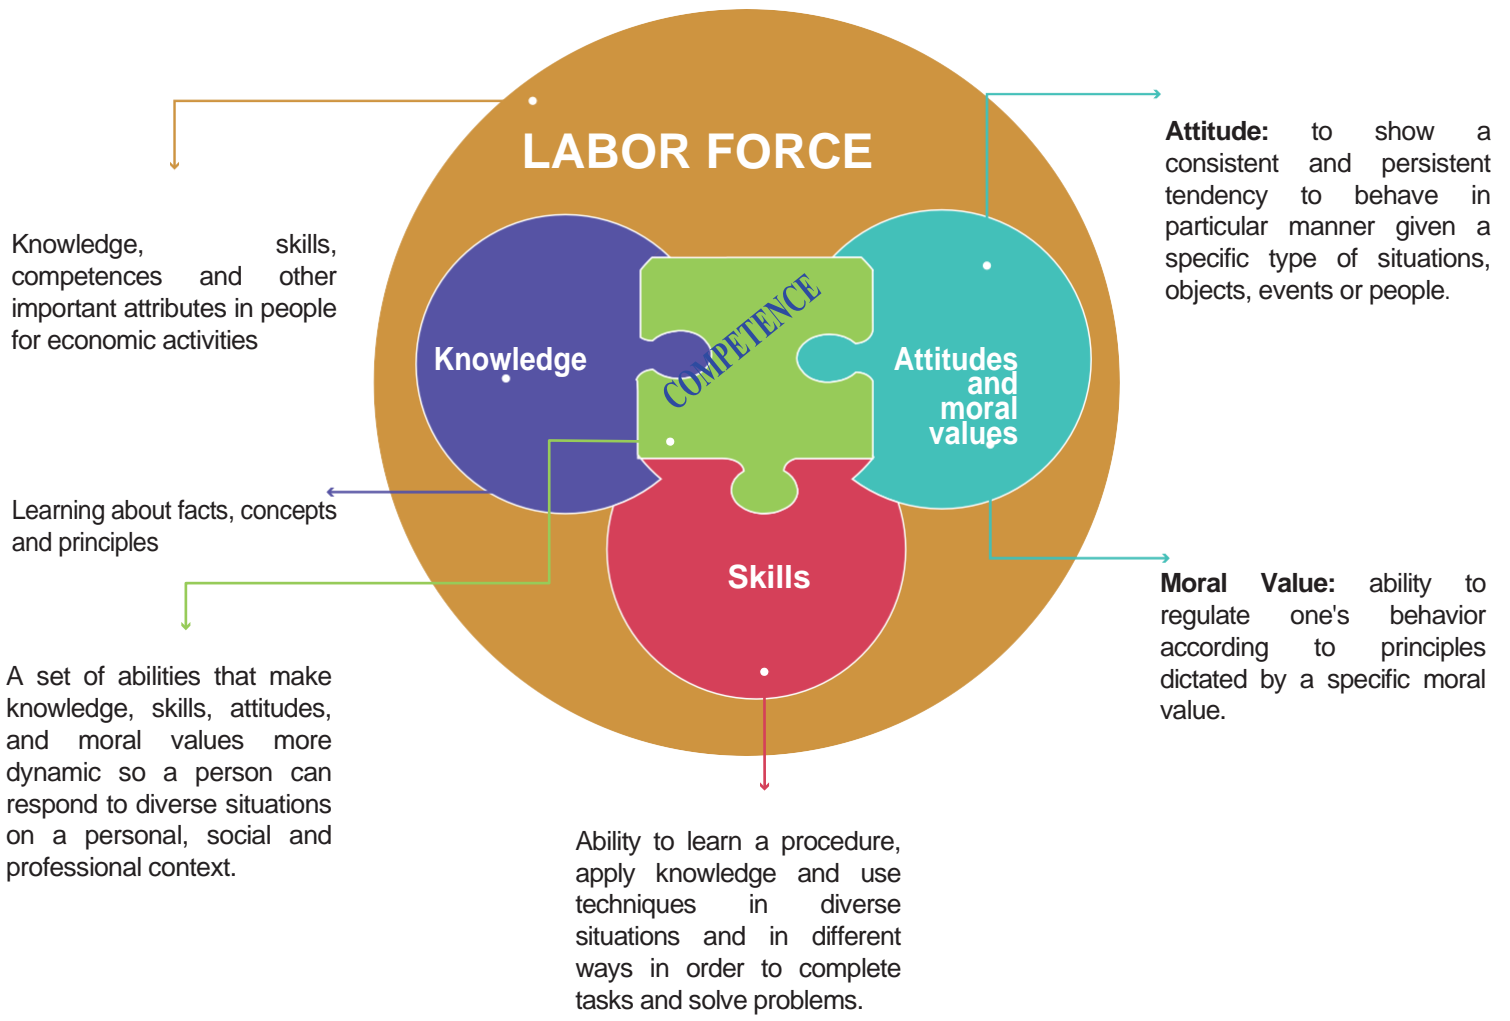 LABOR FORCE
Knowledge, skills,
competences and other
important attributes in people
for economic activities
Attitude: to show a
consistent and persistent
tendency to behave in
particular manner given a
specific type of situations,
objects, events or people.
Knowledge
COMPETENCE
Attitudes
and
moral
values
Skills
Learning about facts, concepts
and principles
Moral Value: ability to
regulate one's behavior
according to principles
dictated by a specific moral
value.
A set of abilities that make
knowledge, skills, attitudes,
and moral values more
dynamic so a person can
respond to diverse situations
on a personal, social and
professional context.
Ability to learn a procedure,
apply knowledge and use
techniques in diverse
situations and in different
ways in order to complete
tasks and solve problems.